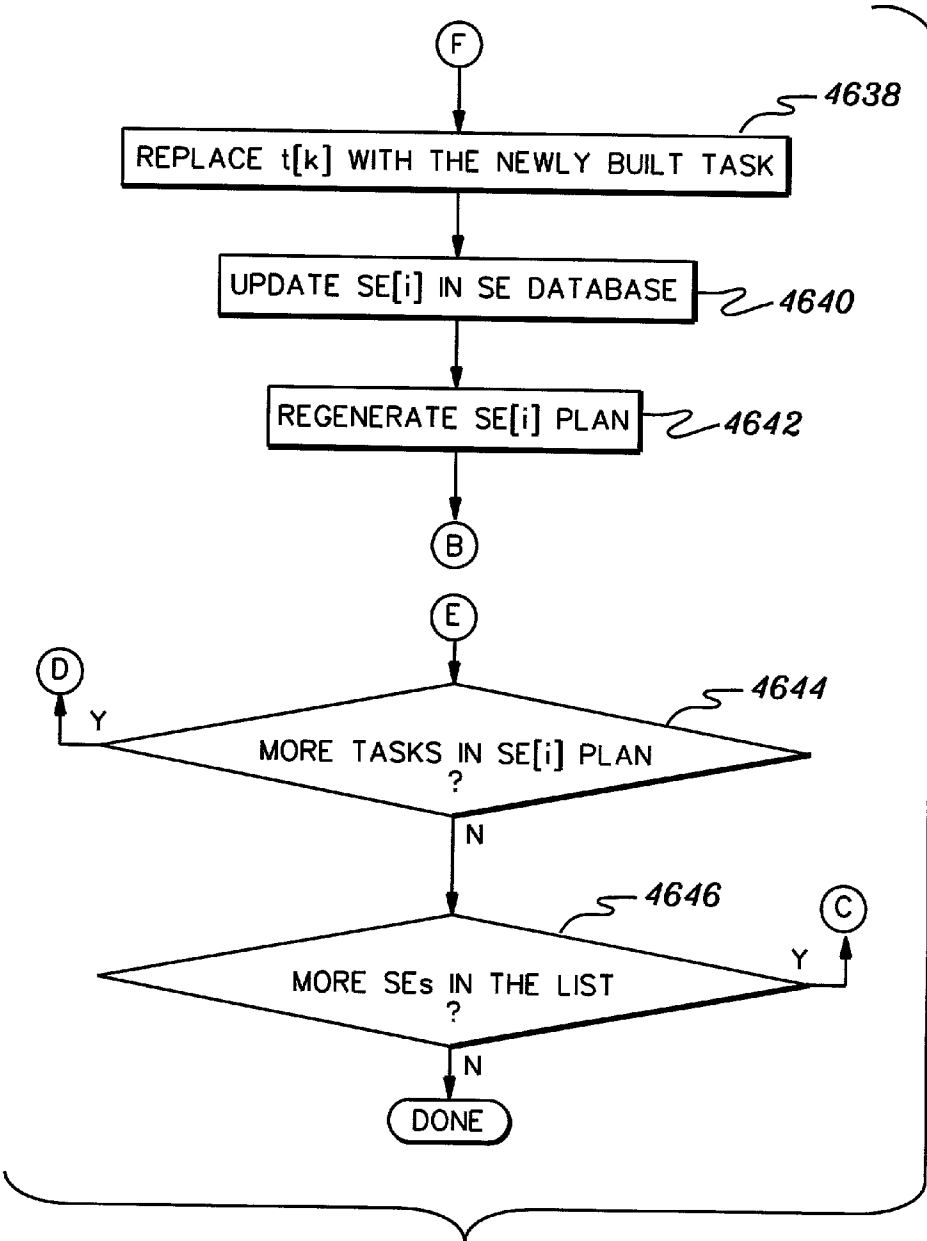 F
4638
REPLACE t[k] WITH THE NEWLY BUILT TASK
UPDATE SE[i] IN SE DATABASE
4640
REGENERATE SE[i] PLAN
4642
B
E
D
4644
Y
MORE TASKS IN SE[i] PLAN
?
N
4646
C
Y
MORE SEs IN THE LIST
?
N
DONE